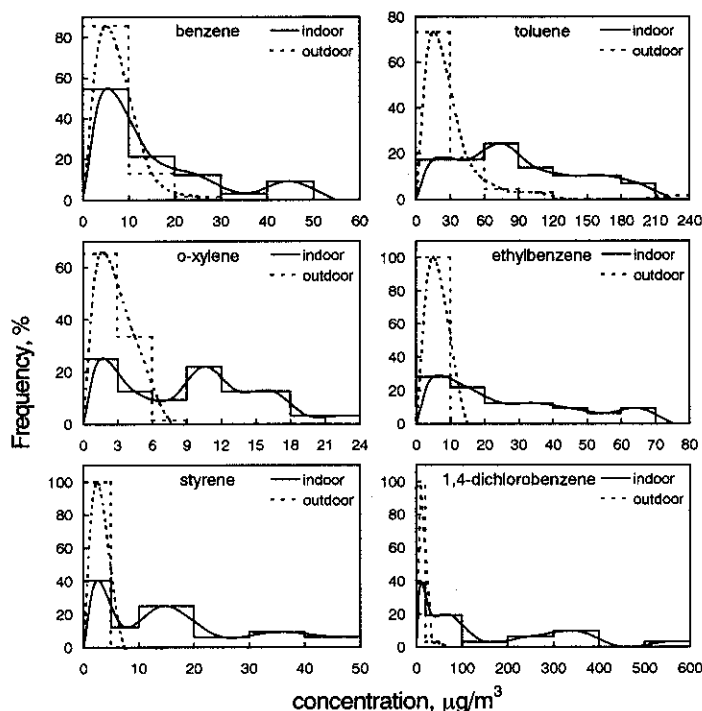 benzene
indoor
outdoor
80
60
40
20
0
0 10 20 30 40 50 60
toluene
indoor
outdoor
80
60
40
20
0
0 30 60 90 120 150 180 210 240
o-xylene
indoor
outdoor
60
40
20
0
0 3 6 9 12 15 18 21 24
ethylbenzene
indoor
outdoor
100
80
60
40
20
0
0 10 20 30 40 50 60 70 80
styrene
indoor
outdoor
100
80
60
40
20
0
0 10 20 30 40 50
1,4-dichlorobenzene
indoor
outdoor
100
80
60
40
20
0
0 100 200 300 400 500 600
Frequency, %
concentration, μg/m³